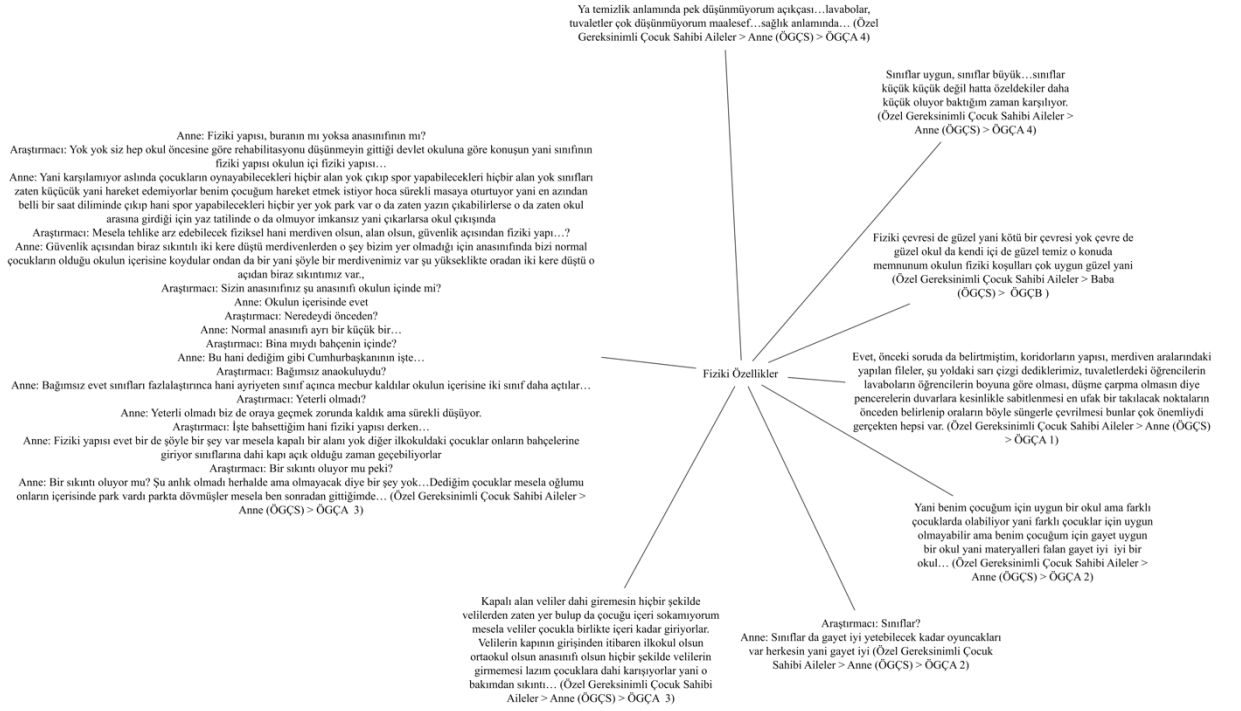 Ya temizlik anlamında pek düşünmüyorum açıkçası…lavabolar,
tuvaletler çok düşünmüyorum maalesef…sağlık anlamında… (Özel
Gereksinimli Çocuk Sahibi Aileler > Anne (ÖGÇS) > ÖGÇA 4)
Sınıflar uygun, sınıflar büyük…sınıflar
küçük küçük değil hatta özeldekiler daha
küçük oluyor baktığım zaman karşılıyor.
(Özel Gereksinimli Çocuk Sahibi Aileler >
Anne (ÖGÇS) > ÖGÇA 4)
Anne: Fiziki yapısı, buranın mı yoksa anasınıfının mı?
Araştırmacı: Yok yok siz hep okul öncesine göre rehabilitasyonu düşünmeyin gittiği devlet okuluna göre konuşun yani sınıfının
fiziki yapısı okulun içi fiziki yapısı…
Anne: Yani karşılamıyor aslında çocukların oynayabilecekleri hiçbir alan yok çıkıp spor yapabilecekleri hiçbir alan yok sınıfları
zaten küçücük yani hareket edemiyorlar benim çocuğum hareket etmek istiyor hoca sürekli masaya oturtuyor yani en azından
belli bir saat diliminde çıkıp hani spor yapabilecekleri hiçbir yer yok park var o da zaten yazın çıkabilirlerse o da zaten okul
arasına girdiği için yaz tatilinde o da olmuyor imkansız yani çıkarlarsa okul çıkışında
Araştırmacı: Mesela tehlike arz edebilecek fiziksel hani merdiven olsun, alan olsun, güvenlik açısından fiziki yapı…?
Anne: Güvenlik açısından biraz sıkıntılı iki kere düştü merdivenlerden o şey bizim yer olmadığı için anasınıfında bizi normal
çocukların olduğu okulun içerisine koydular ondan da bir yani şöyle bir merdivenimiz var şu yükseklikte oradan iki kere düştü o
açıdan biraz sıkıntımız var.,
Araştırmacı: Sizin anasınıfınız şu anasınıfı okulun içinde mi?
Anne: Okulun içerisinde evet
Araştırmacı: Neredeydi önceden?
Anne: Normal anasınıfı ayrı bir küçük bir…
Araştırmacı: Bina mıydı bahçenin içinde?
Anne: Bu hani dediğim gibi Cumhurbaşkanının işte…
Araştırmacı: Bağımsız anaokuluydu?
Anne: Bağımsız evet sınıfları fazlalaştırınca hani ayriyeten sınıf açınca mecbur kaldılar okulun içerisine iki sınıf daha açtılar…
Araştırmacı: Yeterli olmadı?
Anne: Yeterli olmadı biz de oraya geçmek zorunda kaldık ama sürekli düşüyor.
Araştırmacı: İşte bahsettiğim hani fiziki yapısı derken…
Anne: Fiziki yapısı evet bir de şöyle bir şey var mesela kapalı bir alanı yok diğer ilkokuldaki çocuklar onların bahçelerine
giriyor sınıflarına dahi kapı açık olduğu zaman geçebiliyorlar
Araştırmacı: Bir sıkıntı oluyor mu peki?
Anne: Bir sıkıntı oluyor mu? Şu anlık olmadı herhalde ama olmayacak diye bir şey yok…Dediğim çocuklar mesela oğlumu
onların içerisinde park vardı parkta dövmüşler mesela ben sonradan gittiğimde… (Özel Gereksinimli Çocuk Sahibi Aileler >
Anne (ÖGÇS) > ÖGÇA 3)
Fiziki çevresi de güzel yani kötü bir çevresi yok çevre de
güzel okul da kendi içi de güzel temiz o konuda
memnunum okulun fiziki koşulları çok uygun güzel yani
(Özel Gereksinimli Çocuk Sahibi Aileler > Baba
(ÖGÇS) > ÖGÇB )
Fiziki Özellikler
Evet, önceki soruda da belirtmiştim, koridorların yapısı, merdiven aralarındaki
yapılan fileler, şu yoldaki sarı çizgi dediklerimiz, tuvaletlerdeki öğrencilerin
lavaboların öğrencilerin boyuna göre olması, düşme çarpma olmasın diye
pencerelerin duvarlara kesinlikle sabitlenmesi en ufak bir takılacak noktaların
önceden belirlenip oraların böyle süngerle çevrilmesi bunlar çok önemliydi
gerçekten hepsi var. (Özel Gereksinimli Çocuk Sahibi Aileler > Anne (ÖGÇS)
> ÖGÇA 1)
Yani benim çocuğum için uygun bir okul ama farklı
çocuklarda olabiliyor yani farklı çocuklar için uygun
olmayabilir ama benim çocuğum için gayet uygun
bir okul yani materyalleri falan gayet iyi iyi bir
okul… (Özel Gereksinimli Çocuk Sahibi Aileler >
Anne (ÖGÇS) > ÖGÇA 2)
Kapalı alan veliler dahi giremesin hiçbir şekilde
velilerden zaten yer bulup da çocuğu içeri sokamıyorum
mesela veliler çocukla birlikte içeri kadar giriyorlar.
Velilerin kapının girişinden itibaren ilkokul olsun
ortaokul olsun anasınıfı olsun hiçbir şekilde velilerin
girmemesi lazım çocuklara dahi karışıyorlar yani o
bakımdan sıkıntı… (Özel Gereksinimli Çocuk Sahibi
Aileler > Anne (ÖGÇS) > ÖGÇA 3)
Araştırmacı: Sınıflar?
Anne: Sınıflar da gayet iyi yetebilecek kadar oyuncakları
var herkesin yani gayet iyi (Özel Gereksinimli Çocuk
Sahibi Aileler > Anne (ÖGÇS) > ÖGÇA 2)